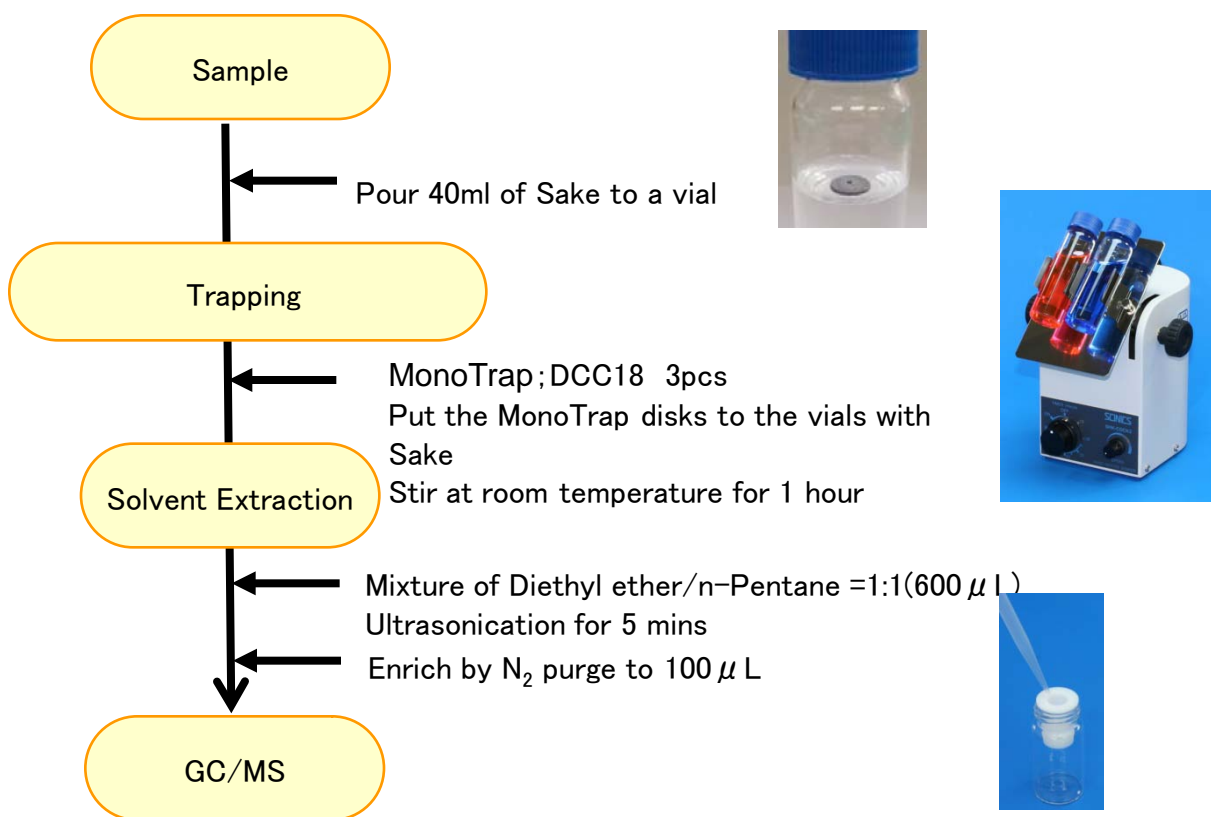 Sample
Pour 40ml of Sake to a vial
Trapping
MonoTrap;DCC18 3pcs
Put the MonoTrap disks to the vials with
Sake
Stir at room temperature for 1 hour
Solvent Extraction
Mixture of Diethyl ether/n-Pentane =1:1(600μL)
Ultrasonication for 5 mins
Enrich by N₂ purge to 100μL
GC/MS